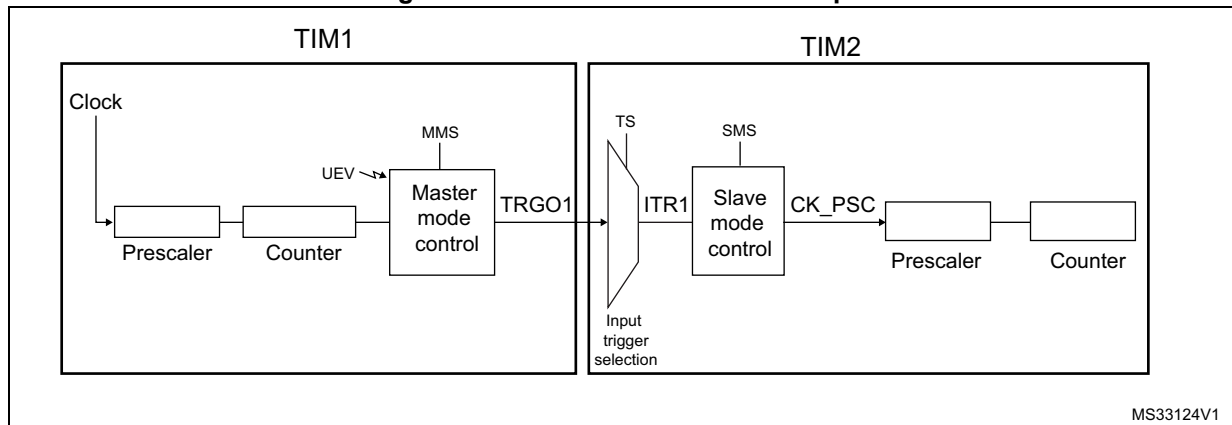 TIM1
TIM2
Clock
MMS
UEV
Master
mode
control
Prescaler
Counter
TRGO1
TS
ITR1
SMS
Slave
mode
control
CK_PSC
Prescaler
Counter
Input
trigger
selection
MS33124V1